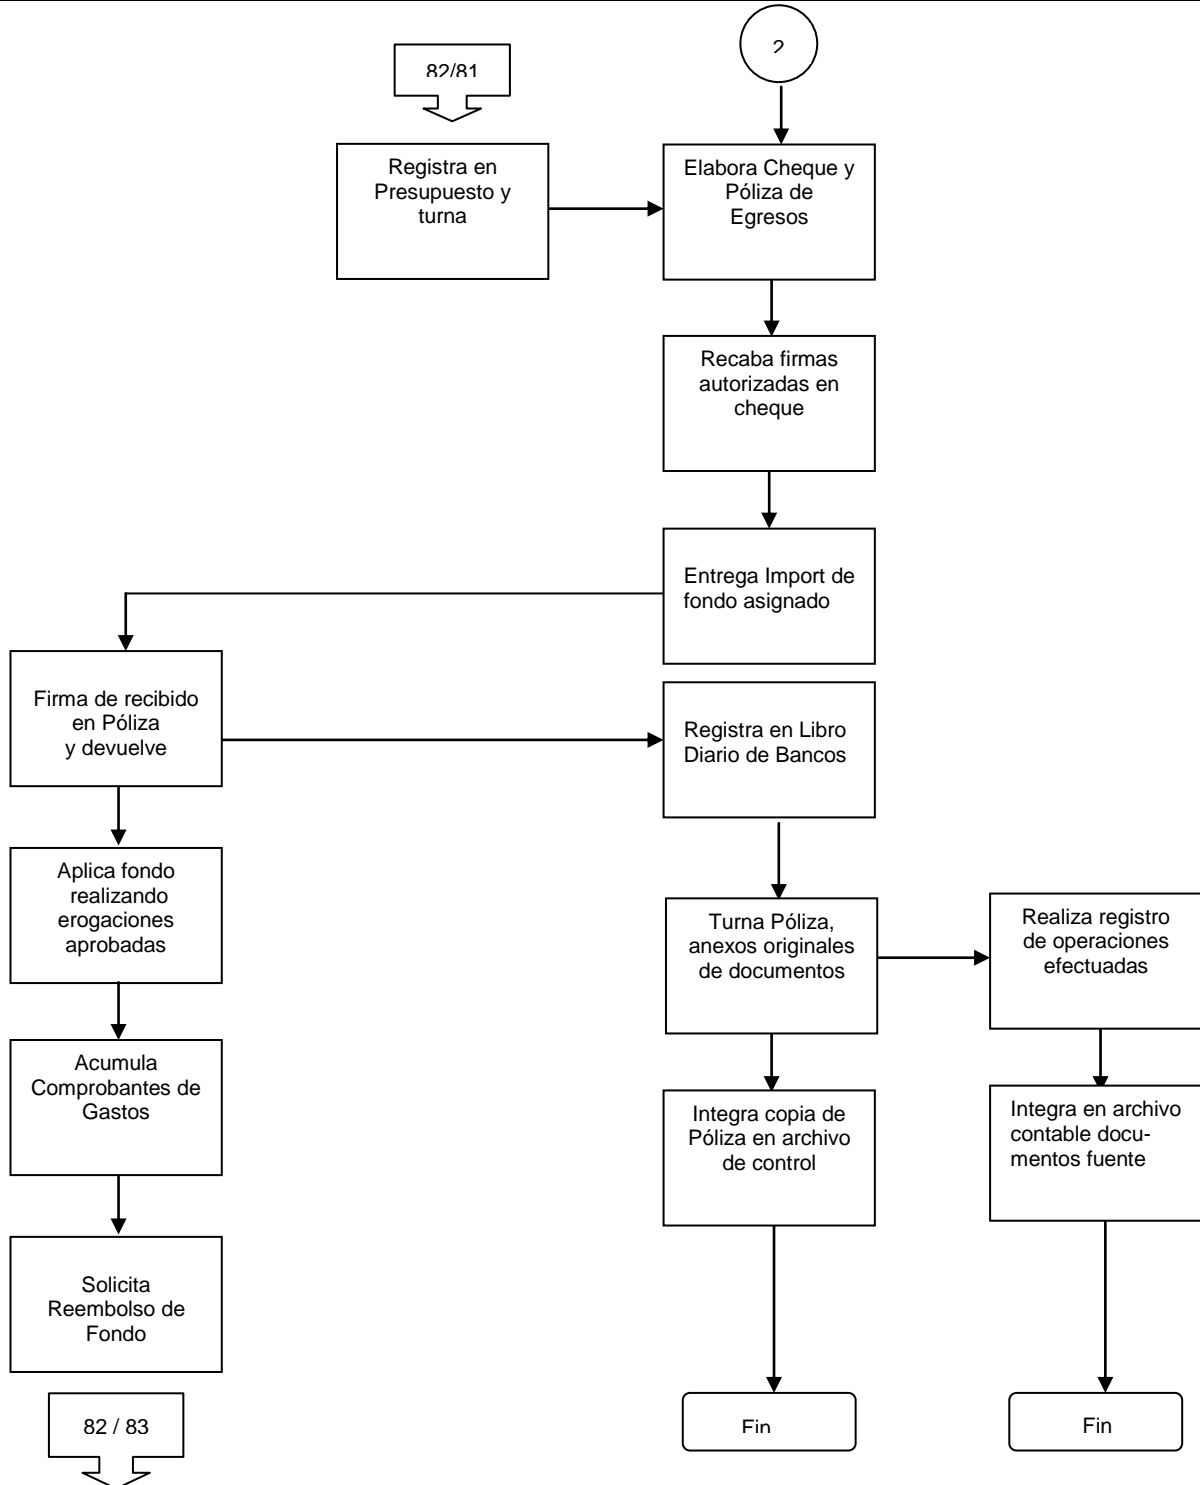 2
82/81
Registra en
Presupuesto y
turna
Elabora Cheque y
Póliza de
Egresos
Recaba firmas
autorizadas en
cheque
Entrega Import de
fondo asignado
Firma de recibido
en Póliza
y devuelve
Registra en Libro
Diario de Bancos
Aplica fondo
realizando
erogaciones
aprobadas
Turna Póliza,
anexos originales
de documentos
Realiza registro
de operaciones
efectuadas
Acumula
Comprobantes de
Gastos
Integra copia de
Póliza en archivo
de control
Integra en archivo
contable docu-
mentos fuente
Solicita
Reembolso de
Fondo
82 / 83
Fin
Fin